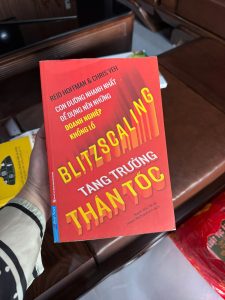 REID HOFFMAN & CHRIS YEH
CON ĐƯỜNG NHANH NHẤT
ĐỂ DỰNG NÊN NHỮNG
DOANH NGHIỆP
KHỔNG LỒ
BLITZSCALING
TĂNG TRƯỞNG
THẦN TỐC